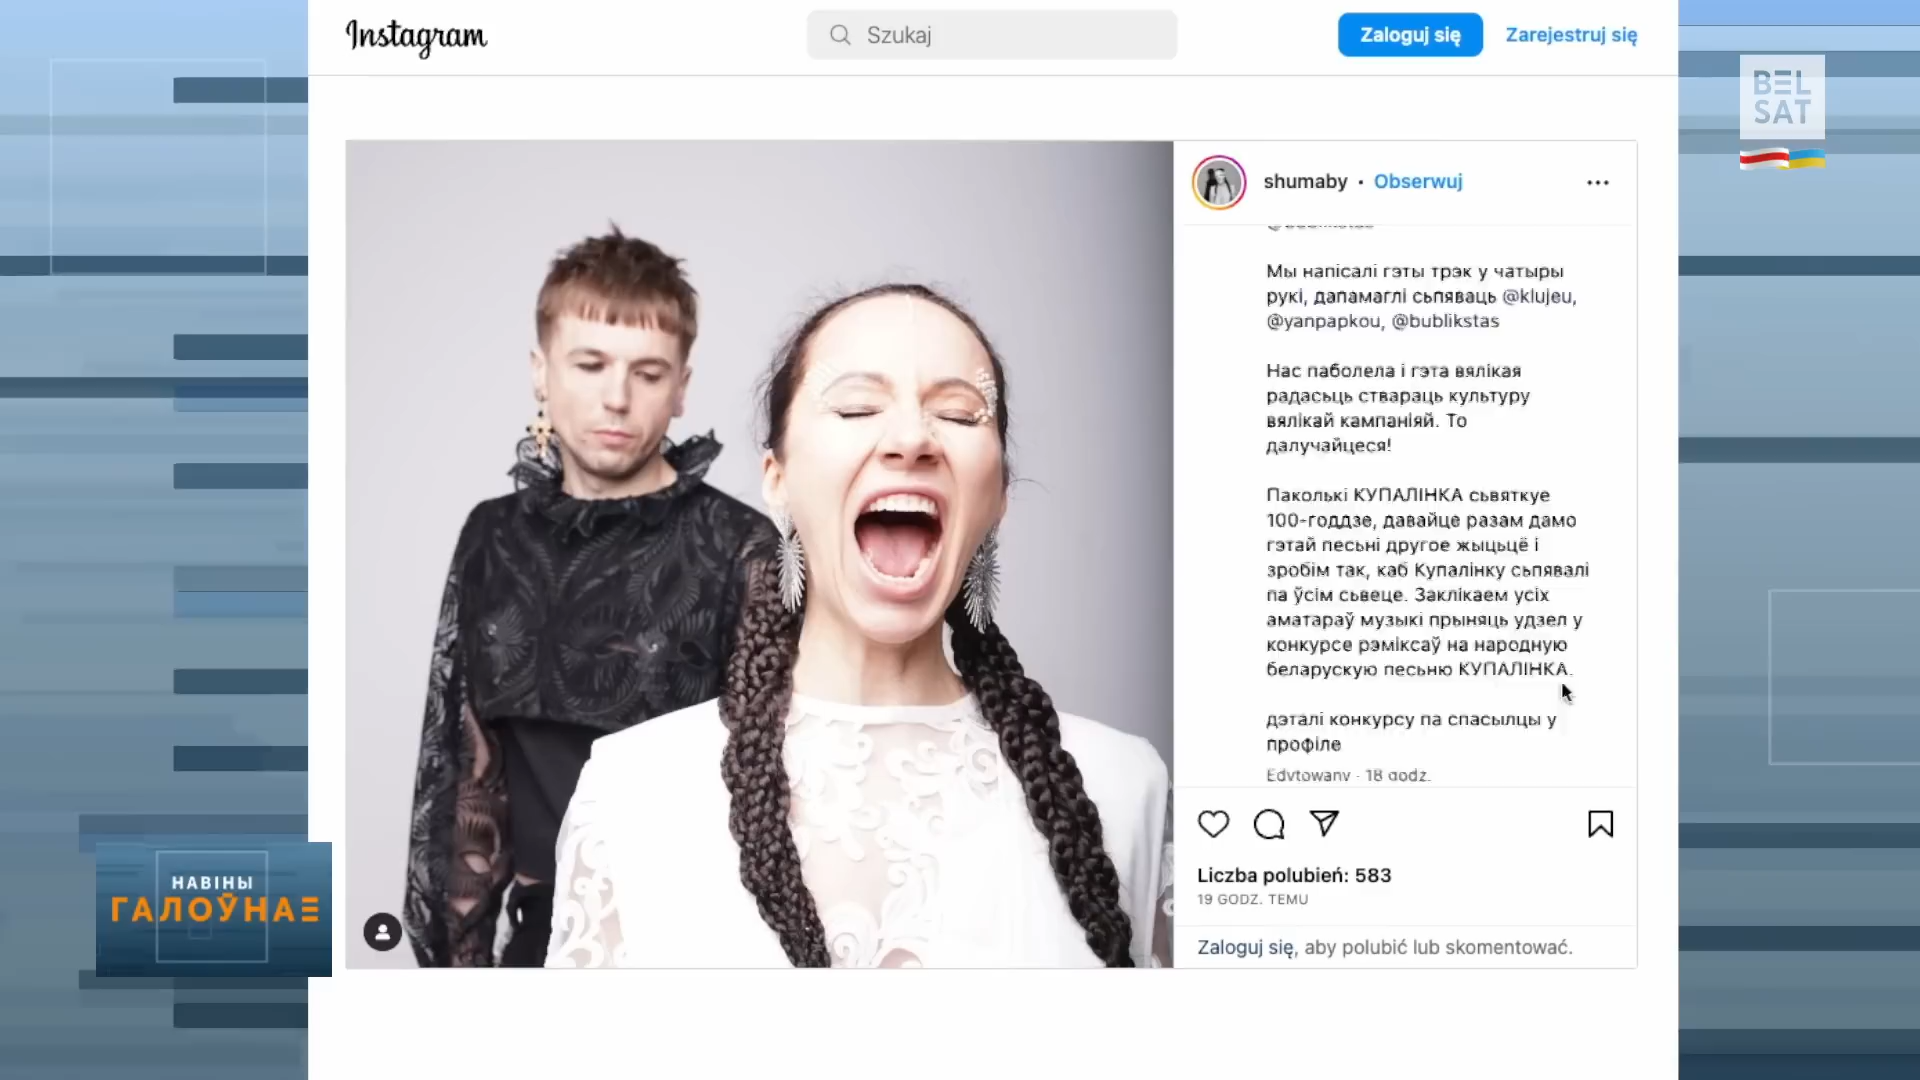 Instagram
Szukaj
Zaloguj się
Zarejestruj się
BEL
SAT
shumaby • Obserwuj
@bublikstas
Мы напісалі гэты трэк у чатыры
рукі, дапамаглі сьпяваць @klujeu,
@yanpapkou, @bublikstas
Нас паболела і гэта вялікая
радасьць ствараць культуру
вялікай кампаніяй. То
далучайцеся!
Паколькі КУПАЛІНКА сьвяткуе
100-годдзе, давайце разам дамо
гэтай песьні другое жыцьцё і
зробім так, каб Купалінку сьпявалі
па ўсім сьвеце. Заклікаем усіх
аматараў музыкі прыняць удзел у
конкурсе рэміксаў на народную
беларускую песьню КУПАЛІНКА.
дэталі конкурсу па спасылцы у
профіле
Edytowany · 18 godz.
Liczba polubień: 583
19 GODZ. TEMU
Zaloguj się, aby polubić lub skomentować.
НАВІНЫ
ГАЛОЎНАЕ